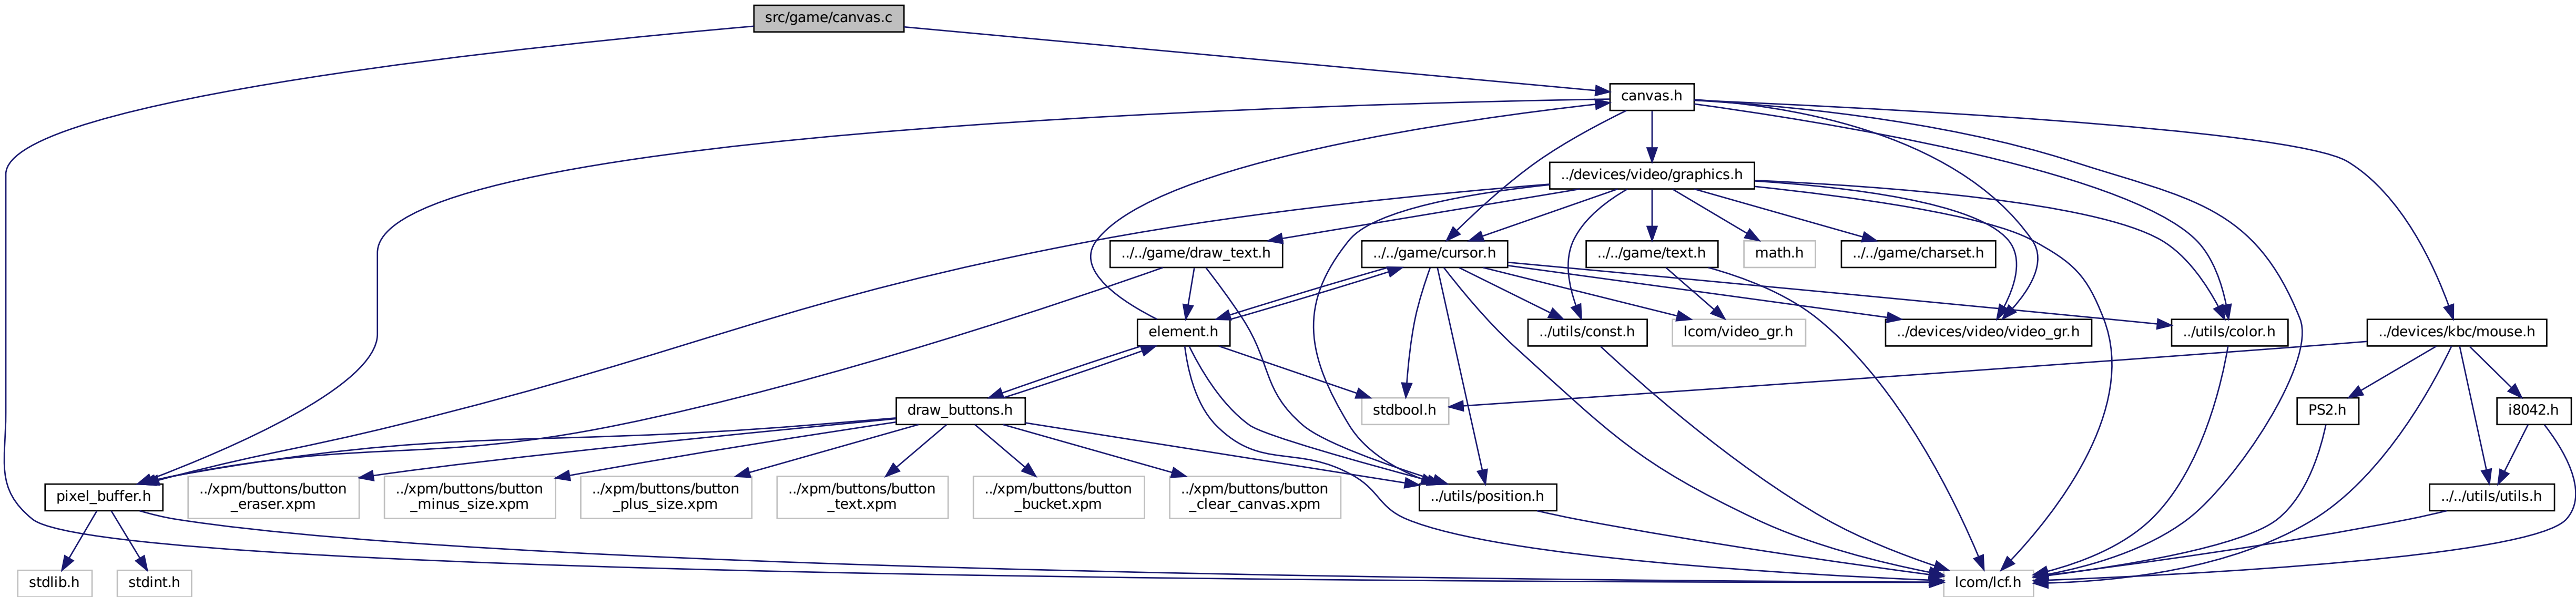 src/game/canvas.c
canvas.h
../devices/video/graphics.h
../../game/draw_text.h
../../game/cursor.h
../../game/text.h
math.h
../../game/charset.h
element.h
../utils/const.h
lcom/video_gr.h
../devices/video/video_gr.h
../utils/color.h
../devices/kbc/mouse.h
draw_buttons.h
stdbool.h
PS2.h
i8042.h
pixel_buffer.h
../xpm/buttons/button
_eraser.xpm
../xpm/buttons/button
_minus_size.xpm
../xpm/buttons/button
_plus_size.xpm
../xpm/buttons/button
_text.xpm
../xpm/buttons/button
_bucket.xpm
../xpm/buttons/button
_clear_canvas.xpm
../utils/position.h
../../utils/utils.h
stdlib.h
stdint.h
lcom/lcf.h